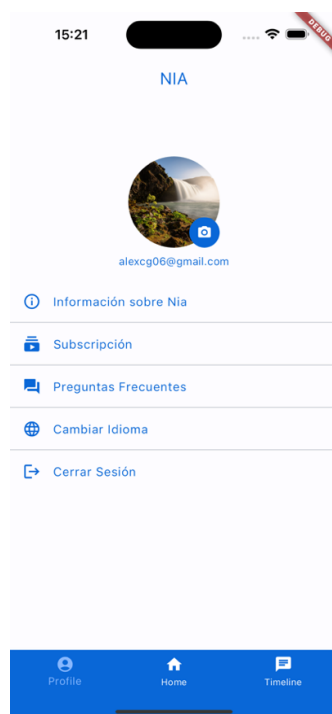 15:21
DEBUG
NIA
alexcg06@gmail.com
Información sobre Nia
Subscripción
Preguntas Frecuentes
Cambiar Idioma
Cerrar Sesión
Profile
Home
Timeline